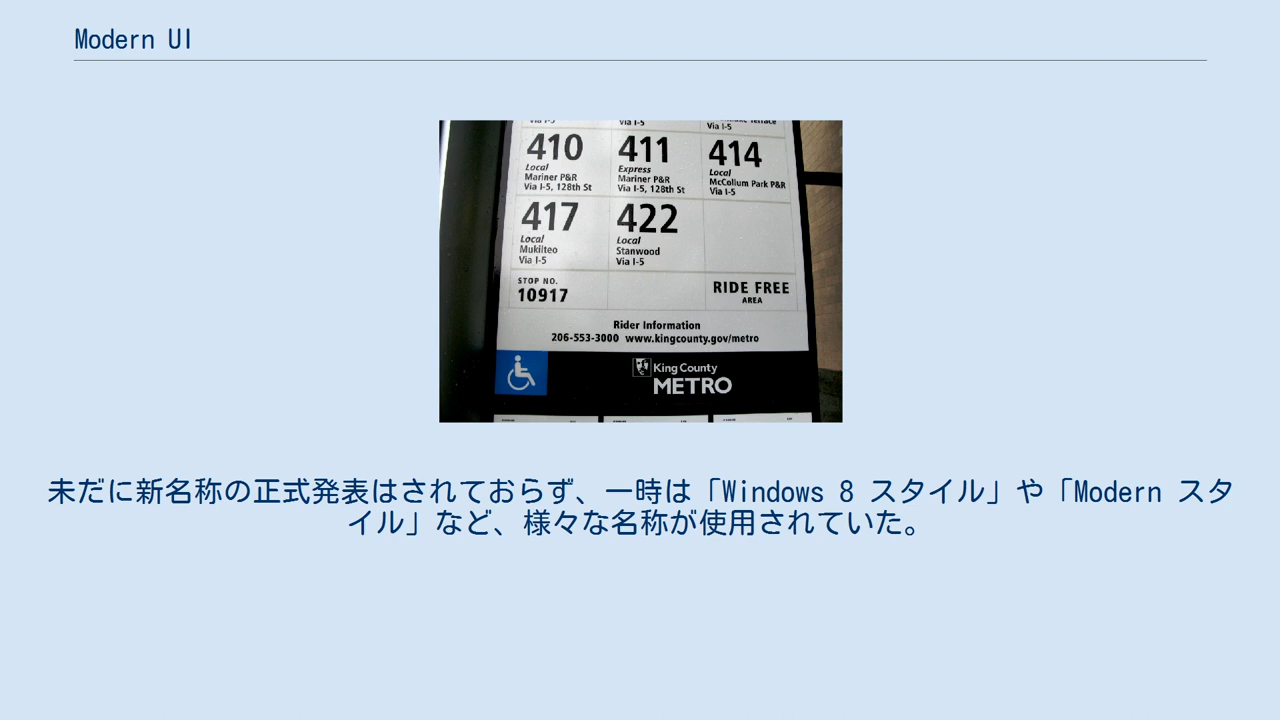 Modern UI
Via I-5
Via I-5
Terrace
Via I-5
410
Local
Mariner P&R
Via I-5, 128th St
411
Express
Mariner P&R
Via I-5, 128th St
414
Local
McCollum Park P&R
Via I-5
417
Local
Mukilteo
Via I-5
422
Local
Stanwood
Via I-5
STOP NO.
10917
RIDE FREE
AREA
Rider Information
206-553-3000 www.kingcounty.gov/metro
King County
METRO
未だに新名称の正式発表はされておらず、一時は「Windows 8 スタイル」や「Modern スタ
イル」など、様々な名称が使用されていた。